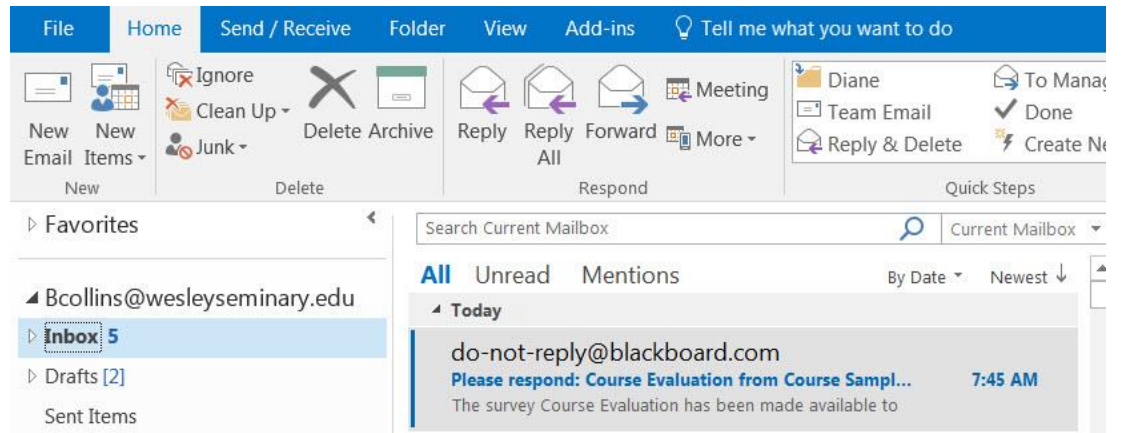 File Home Send / Receive Folder View Add-ins Tell me what you want to do
New Email
New Items
Ignore
Clean Up
Junk
Delete
Archive
Reply
Reply All
Forward
Meeting
More
Diane
Team Email
Reply & Delete
To Manag
Done
Create Ne
New Delete Respond Quick Steps
Favorites
Bcollins@wesleyseminary.edu
Inbox 5
Drafts [2]
Sent Items
Search Current Mailbox Current Mailbox
All Unread Mentions By Date Newest
Today
do-not-reply@blackboard.com
Please respond: Course Evaluation from Course Sampl... 7:45 AM
The survey Course Evaluation has been made available to